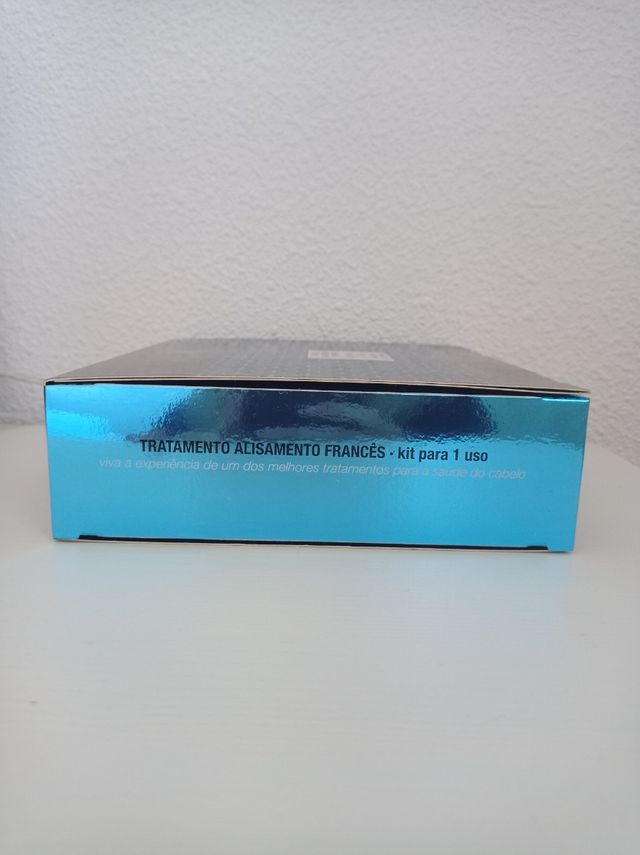 TRATAMENTO ALISAMENTO FRANCÊS - kit para 1 uso
viva a experiência de um dos melhores tratamentos para a saúde do cabelo